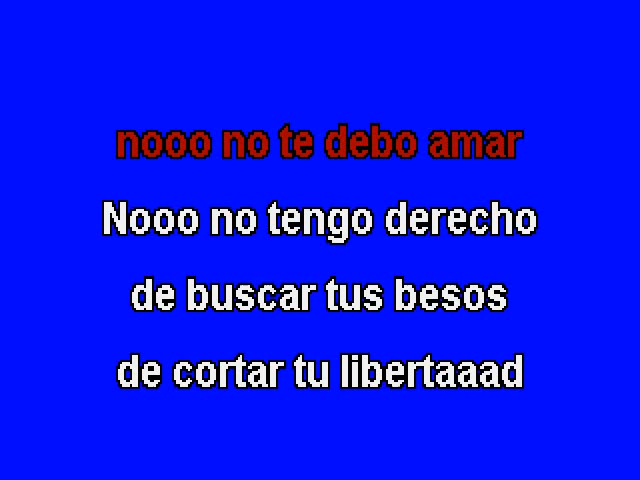 nooo no te debo amar
Nooo no tengo derecho
de buscar tus besos
de cortar tu libertaaad